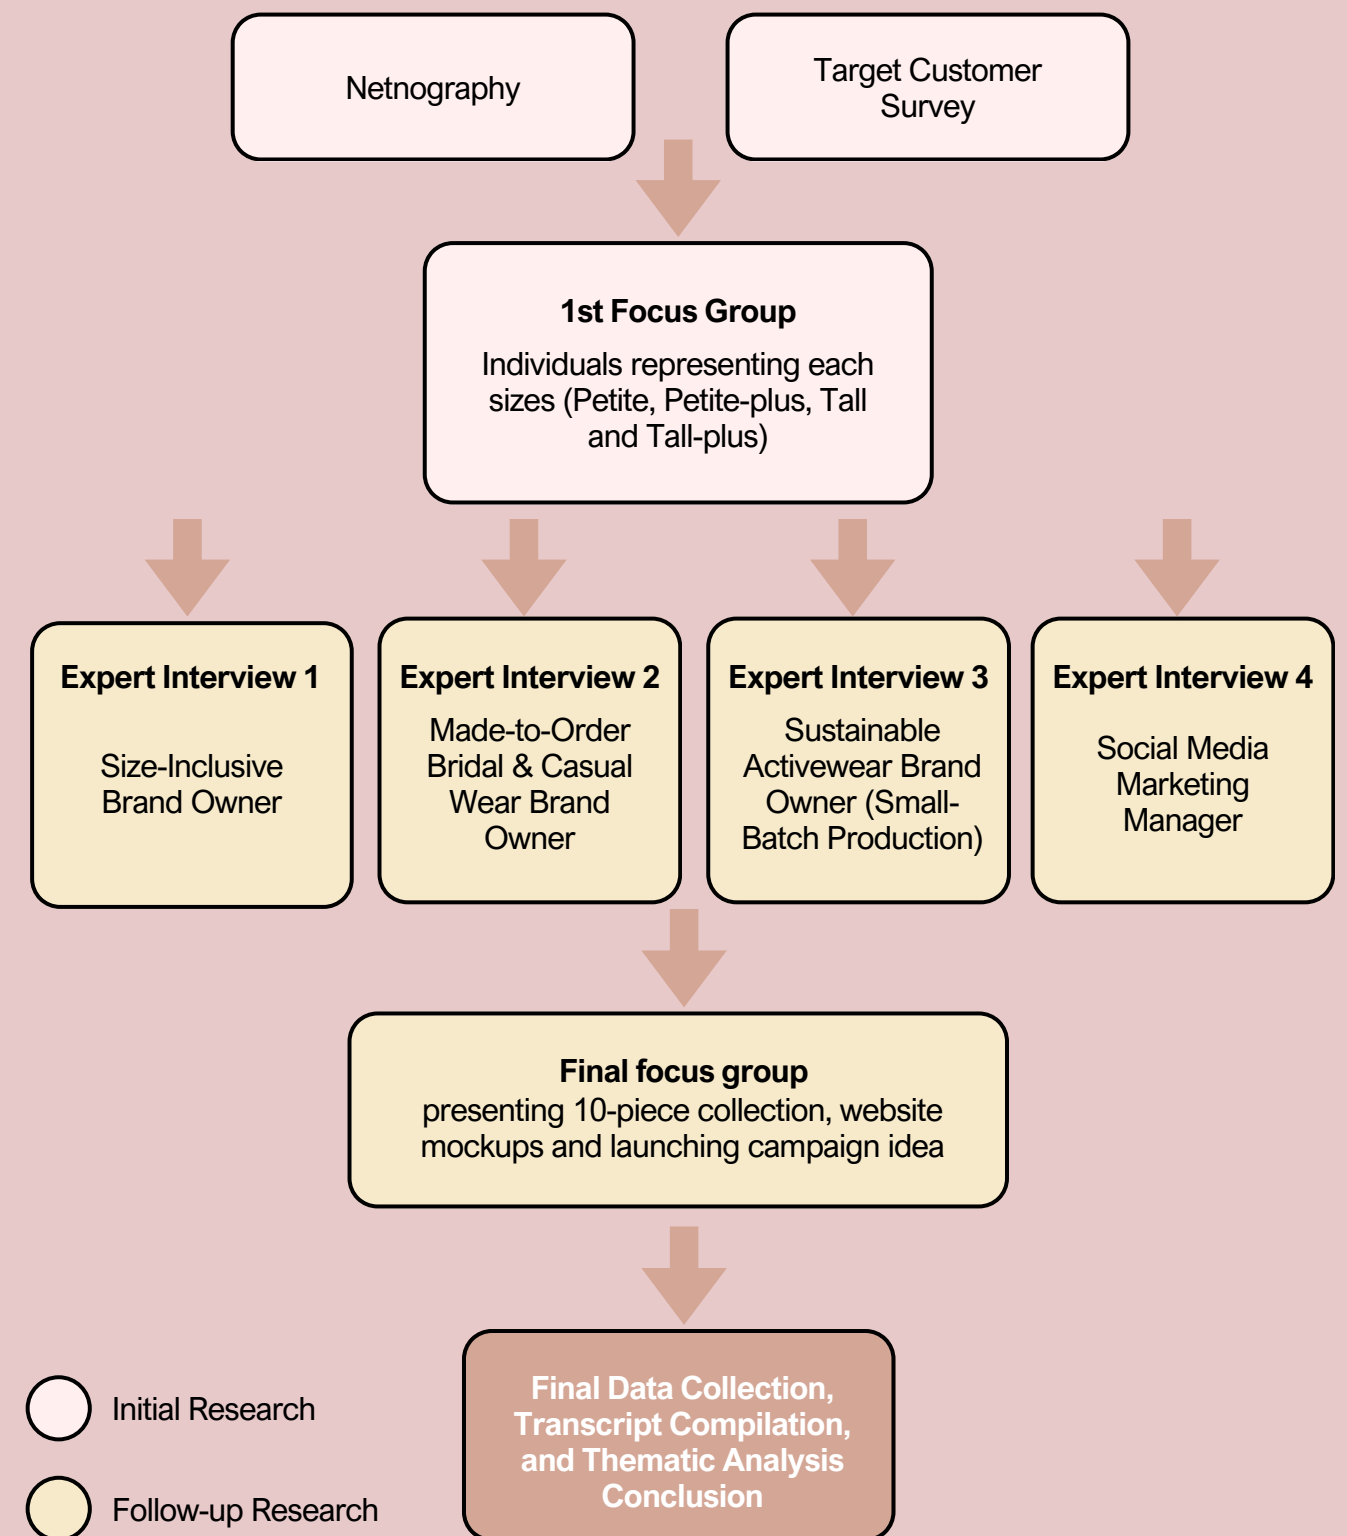 Netnography
Target Customer
Survey
1st Focus Group
Individuals representing each
sizes (Petite, Petite-plus, Tall
and Tall-plus)
Expert Interview 1
Size-Inclusive
Brand Owner
Expert Interview 2
Made-to-Order
Bridal & Casual
Wear Brand
Owner
Expert Interview 3
Sustainable
Activewear Brand
Owner (Small-
Batch Production)
Expert Interview 4
Social Media
Marketing
Manager
Final focus group
presenting 10-piece collection, website
mockups and launching campaign idea
Final Data Collection,
Transcript Compilation,
and Thematic Analysis
Conclusion
Initial Research
Follow-up Research